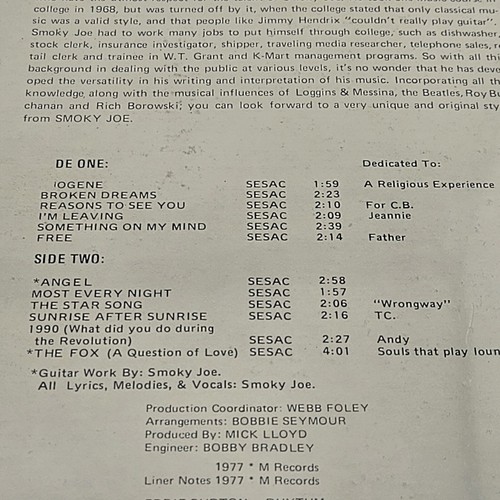 college in 1968, but was turned off by it, when the college stated that only classical mu-
sic was a valid style, and that people like Jimmy Hendrix "couldn't really play guitar".
Smoky Joe had to work many jobs to put himself through college, such as dishwasher,
stock clerk, insurance investigator, shipper, traveling media researcher, telephone sales, r
tail clerk and trainer in W.T. Grant and K-Mart management programs. So with all thi
background in dealing with the public at various levels, it's no wonder that he has deve
oped the versatility in his writing and interpretation of his music. Incorporating all th
knowledge along with the musical influences of Loggins & Messina, the Beatles, Roy Bu
chanan and Rich Borowski; you can look forward to a very unique and original sty
from SMOKY JOE.
DE ONE: Dedicated To:
IOGENE SESAC 1:59 A Religious Experience
BROKEN DREAMS SESAC 2:23
REASONS TO SEE YOU SESAC 2:10 For C.B.
I'M LEAVING SESAC 2:09 Jeannie
SOMETHING ON MY MIND SESAC 2:39
FREE SESAC 2:14 Father
SIDE TWO:
*ANGEL SESAC 2:58
MOST EVERY NIGHT SESAC 1:57
THE STAR SONG SESAC 2:06 "Wrongway"
SUNRISE AFTER SUNRISE SESAC 2:16 TC.
1990 (What did you do during
the Revolution) SESAC 2:27 Andy
*THE FOX (A Question of Love) SESAC 4:01 Souls that play loun
*Guitar Work By: Smoky Joe.
All Lyrics, Melodies, & Vocals: Smoky Joe.
Production Coordinator: WEBB FOLEY
Arrangements: BOBBIE SEYMOUR
Produced By: MICK LLOYD
Engineer: BOBBY BRADLEY
1977 * M Records
Liner Notes 1977 * M Records